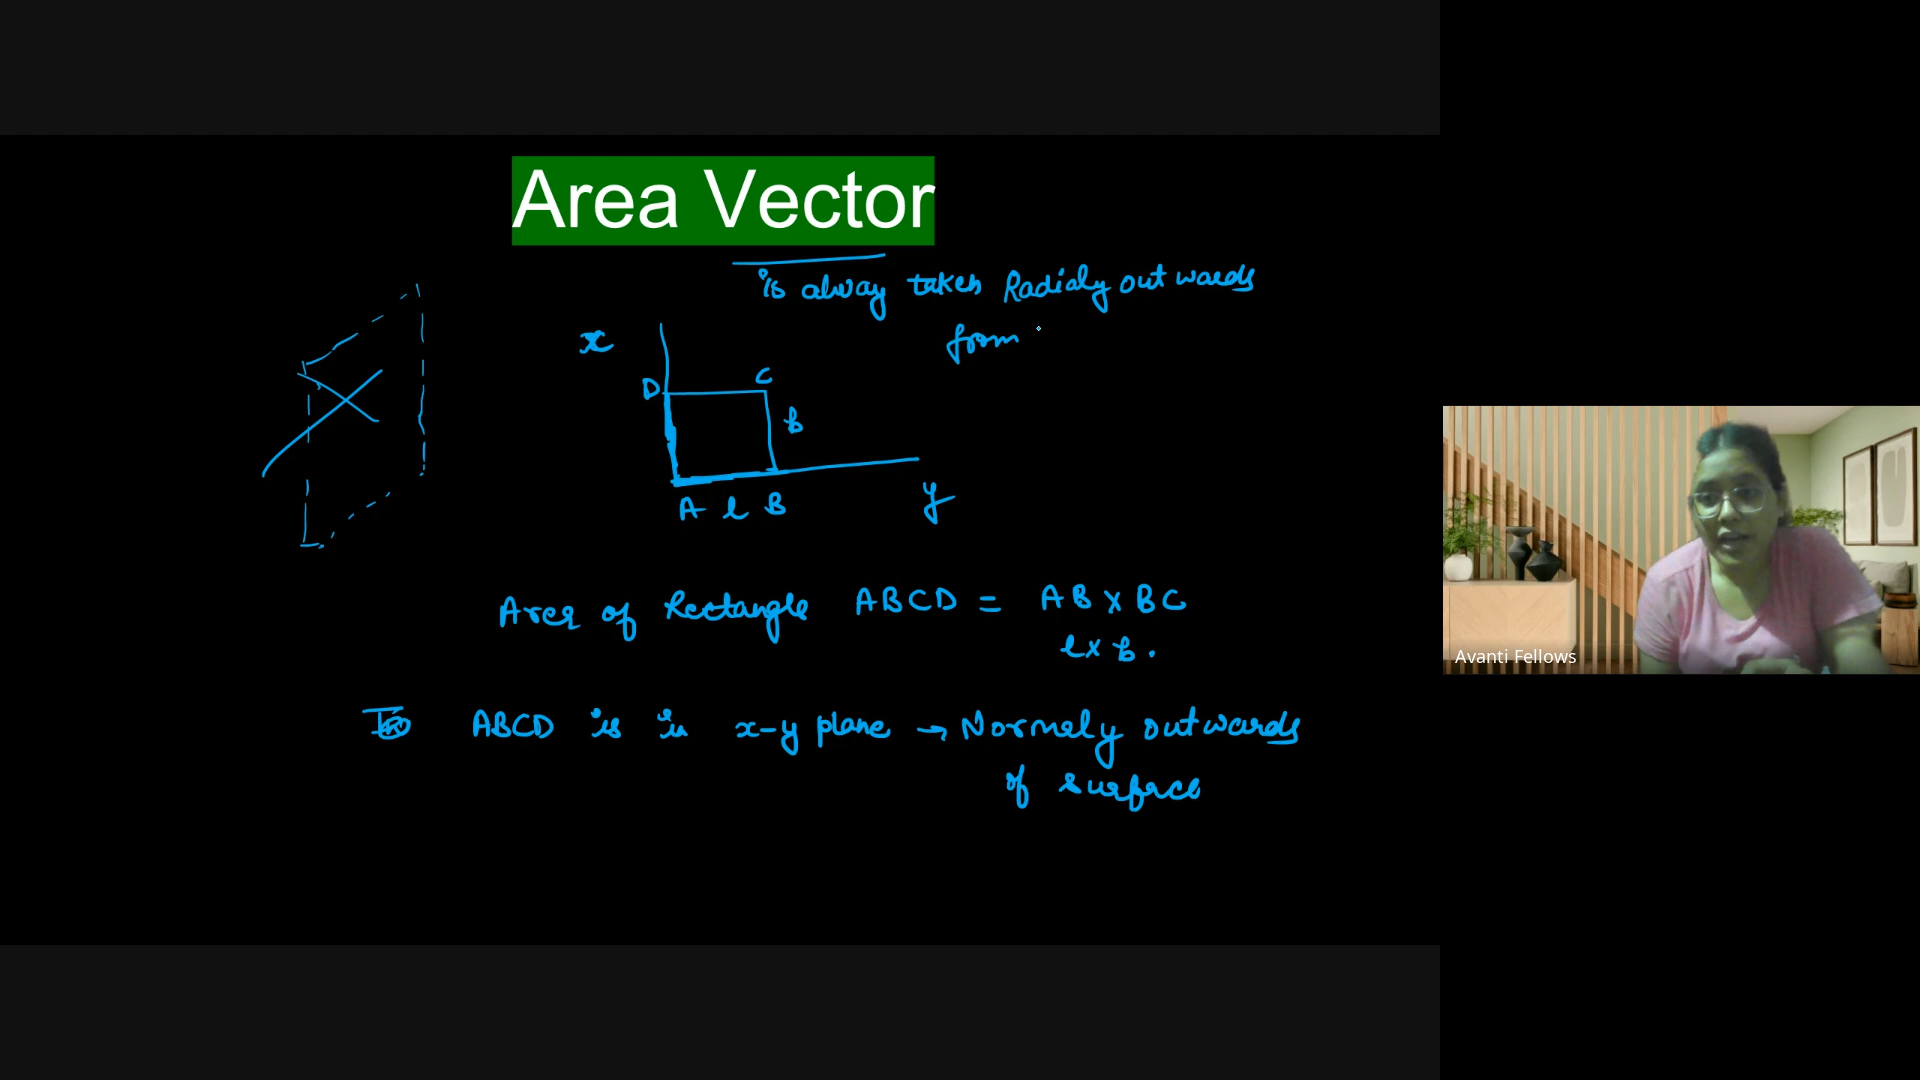 Area Vector
is alway taken Radialy outwards
from
x
D
C
b
A l B
y
Area of Rectangle ABCD = AB X BC
l x b .
ABCD is in x-y plane → Normely outwards
of surface
Avanti Fellows